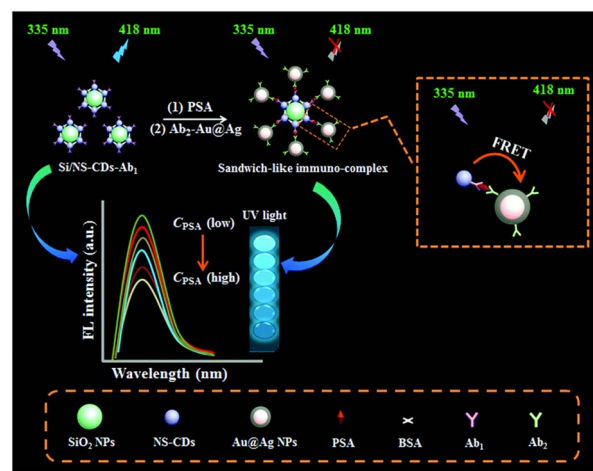 335 nm
418 nm
335 nm
418 nm
(1) PSA
(2) Ab₂-Au@Ag
Si/NS-CDs-Ab₁
Sandwich-like immuno-complex
335 nm
418 nm
FRET
FL intensity (a.u.)
Wavelength (nm)
C_PSA (low)
C_PSA (high)
UV light
SiO₂ NPs
NS-CDs
Au@Ag NPs
PSA
BSA
Ab₁
Ab₂